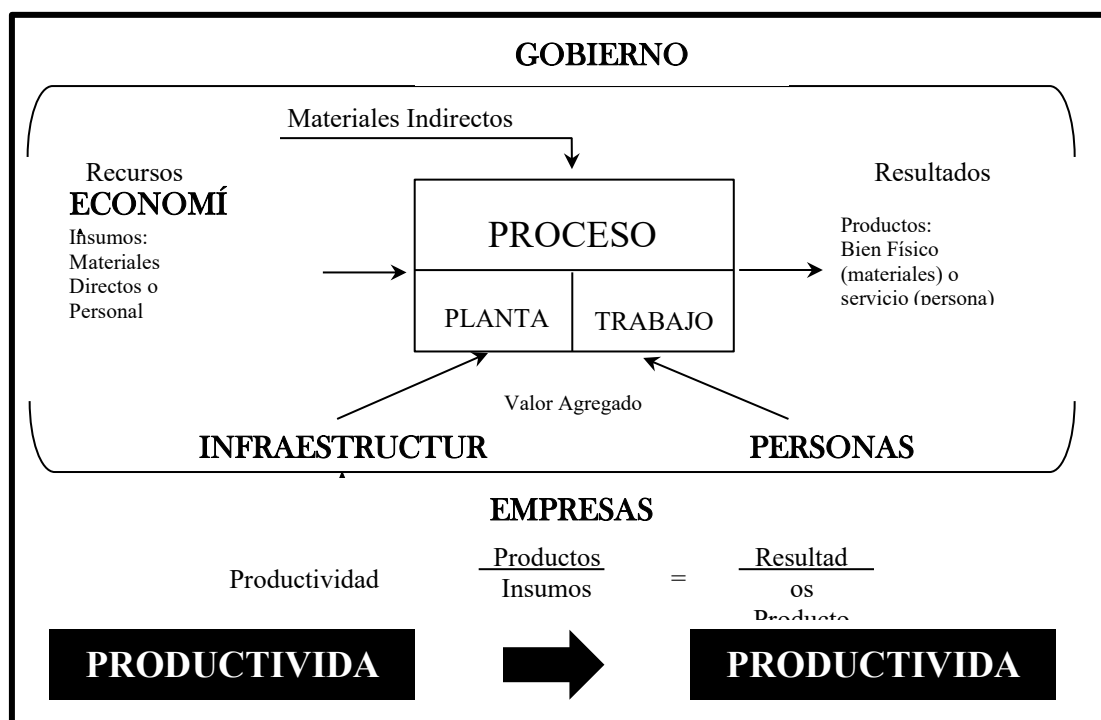 GOBIERNO
Materiales Indirectos
Recursos
ECONOMÍ
Insumos:
Materiales
Directos o
Personal
PROCESO
PLANTA
TRABAJO
Resultados
Productos:
Bien Físico
(materiales) o
servicio (persona)
Valor Agregado
INFRAESTRUCTUR
PERSONAS
EMPRESAS
Productividad
Productos
Insumos
=
Resultad
os
Producto
PRODUCTIVIDA
PRODUCTIVIDA